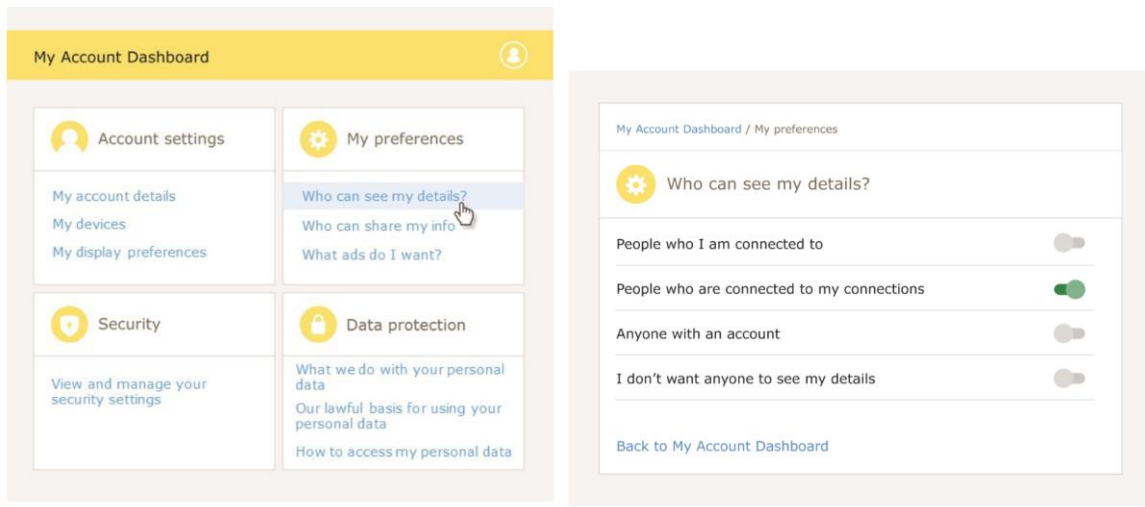 My Account Dashboard
Account settings
My account details
My devices
My display preferences
My preferences
Who can see my details?
Who can share my info
What ads do I want?
Security
View and manage your
security settings
Data protection
What we do with your personal
data
Our lawful basis for using your
personal data
How to access my personal data
My Account Dashboard / My preferences
Who can see my details?
People who I am connected to
People who are connected to my connections
Anyone with an account
I don’t want anyone to see my details
Back to My Account Dashboard